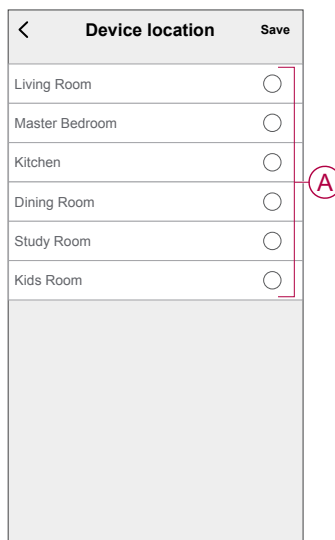 Device location Save
Living Room
Master Bedroom
Kitchen
A
Dining Room
Study Room
Kids Room